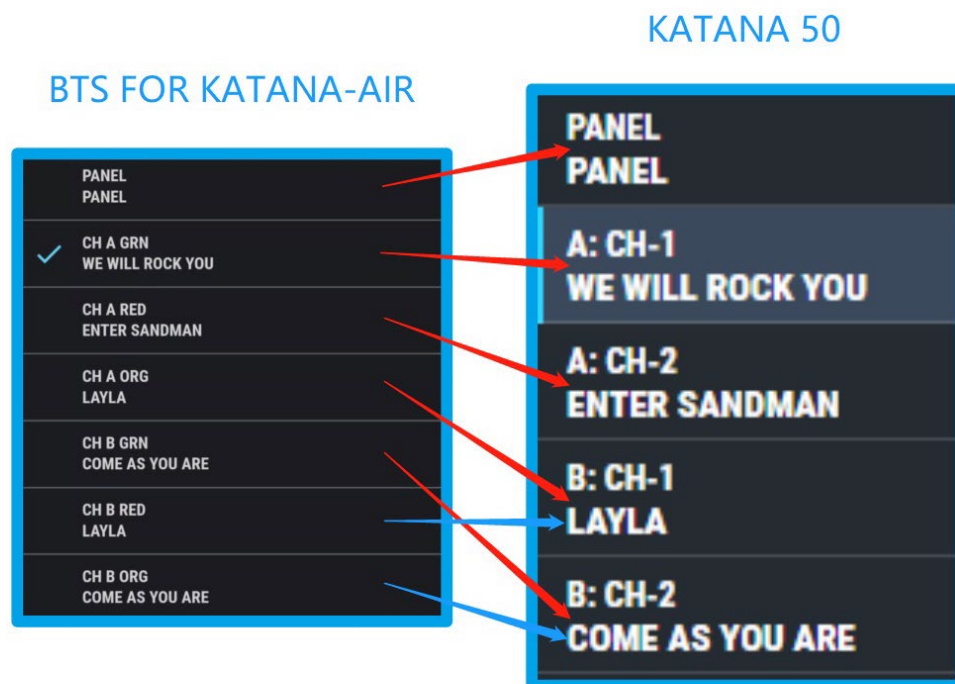 KATANA 50
BTS FOR KATANA-AIR
PANEL
PANEL
CH A GRN
WE WILL ROCK YOU
CH A RED
ENTER SANDMAN
CH A ORG
LAYLA
CH B GRN
COME AS YOU ARE
CH B RED
LAYLA
CH B ORG
COME AS YOU ARE
PANEL
PANEL
A: CH-1
WE WILL ROCK YOU
A: CH-2
ENTER SANDMAN
B: CH-1
LAYLA
B: CH-2
COME AS YOU ARE